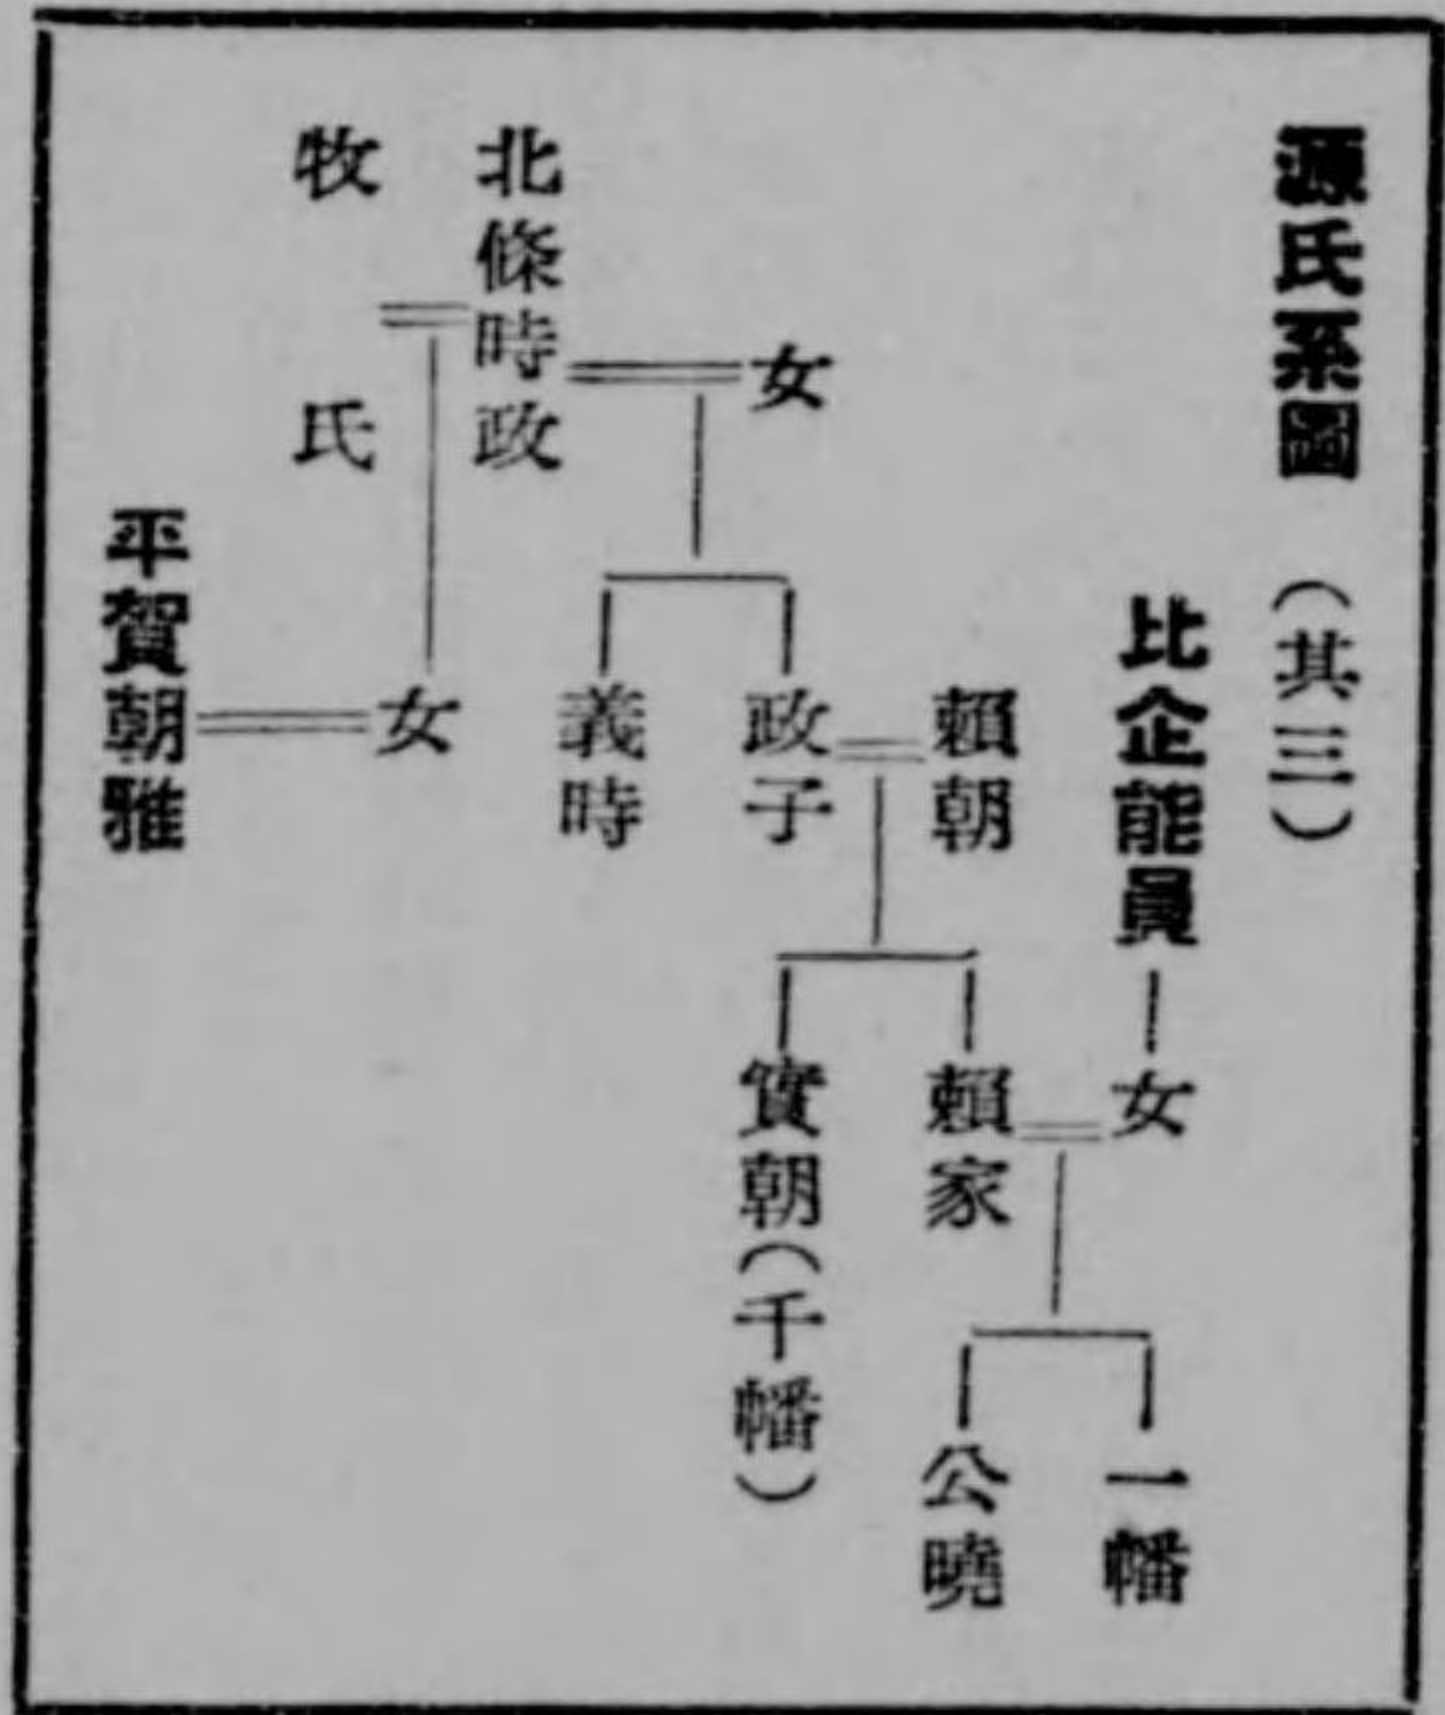 源氏系圖（其三）
比企能員
女
一幡
賴朝
賴家
公曉
女
政子
實朝（千幡）
義時
北條時政
女
牧氏
平賀朝雅